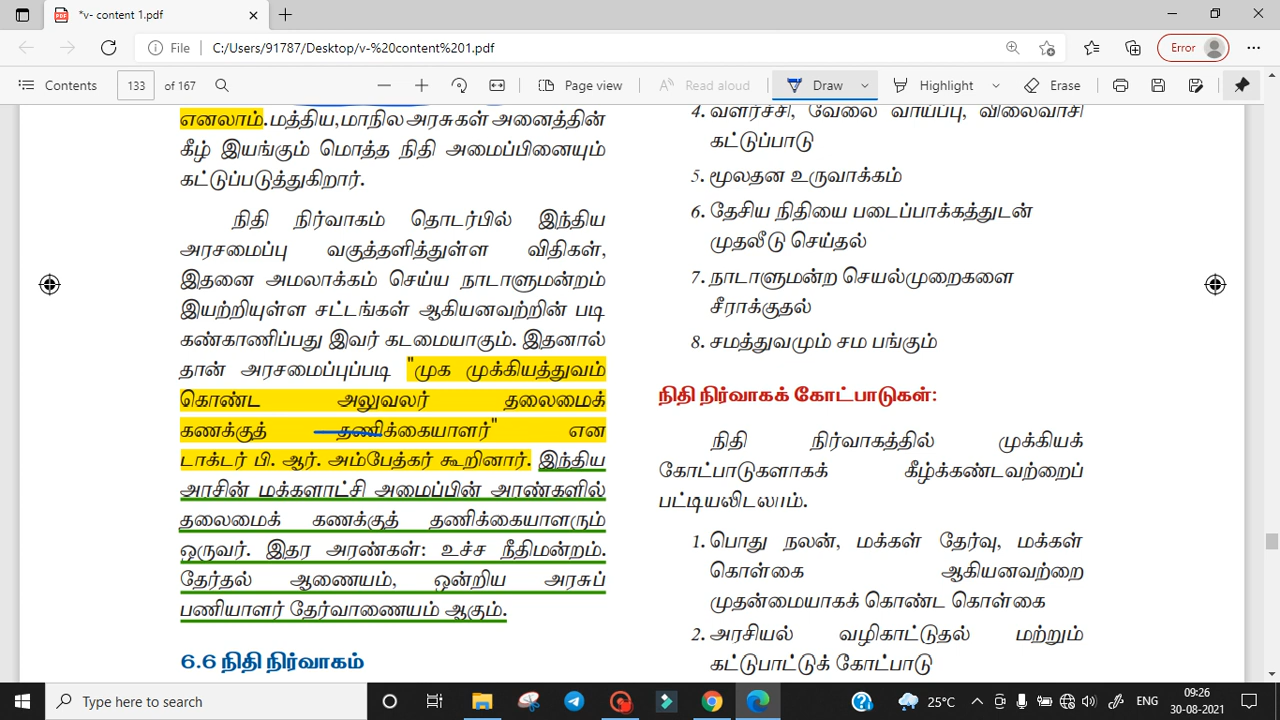 *v- content 1.pdf
File
C:/Users/91787/Desktop/v-%20content%201.pdf
Error
Contents
133
of 167
Page view
Read aloud
Draw
Highlight
Erase
எனலாம். மத்திய,மாநில அரசுகள் அனைத்தின்
கீழ் இயங்கும் மொத்த நிதி அமைப்பினையும்
கட்டுப்படுத்துகிறார்.
நிதி நிர்வாகம் தொடர்பில் இந்திய
அரசமைப்பு வகுத்தளித்துள்ள விதிகள்,
இதனை அமலாக்கம் செய்ய நாடாளுமன்றம்
இயற்றியுள்ள சட்டங்கள் ஆகியனவற்றின் படி
கண்காணிப்பது இவர் கடமையாகும். இதனால்
தான் அரசமைப்புப்படி "முக முக்கியத்துவம்
கொண்ட அலுவலர் தலைமைக்
கணக்குத் தணிக்கையாளர்" என
டாக்டர் பி. ஆர். அம்பேத்கர் கூறினார். இந்திய
அரசின் மக்களாட்சி அமைப்பின் அரண்களில்
தலைமைக் கணக்குத் தணிக்கையாளரும்
ஒருவர். இதர அரண்கள்: உச்ச நீதிமன்றம்.
தேர்தல் ஆணையம், ஒன்றிய அரசுப்
பணியாளர் தேர்வாணையம் ஆகும்.
6.6 நிதி நிர்வாகம்
4. வளர்ச்சி, வேலை வாய்ப்பு, விலைவாசி
கட்டுப்பாடு
5. மூலதன உருவாக்கம்
6. தேசிய நிதியை படைப்பாக்கத்துடன்
முதலீடு செய்தல்
7. நாடாளுமன்ற செயல்முறைகளை
சீராக்குதல்
8. சமத்துவமும் சம பங்கும்
நிதி நிர்வாகக் கோட்பாடுகள்:
நிதி நிர்வாகத்தில் முக்கியக்
கோட்பாடுகளாகக் கீழ்க்கண்டவற்றைப்
பட்டியலிடலாம்.
1. பொது நலன், மக்கள் தேர்வு, மக்கள்
கொள்கை ஆகியனவற்றை
முதன்மையாகக் கொண்ட கொள்கை
2. அரசியல் வழிகாட்டுதல் மற்றும்
கட்டுபாட்டுக் கோட்பாடு
Type here to search
25°C
ENG
09:26
30-08-2021